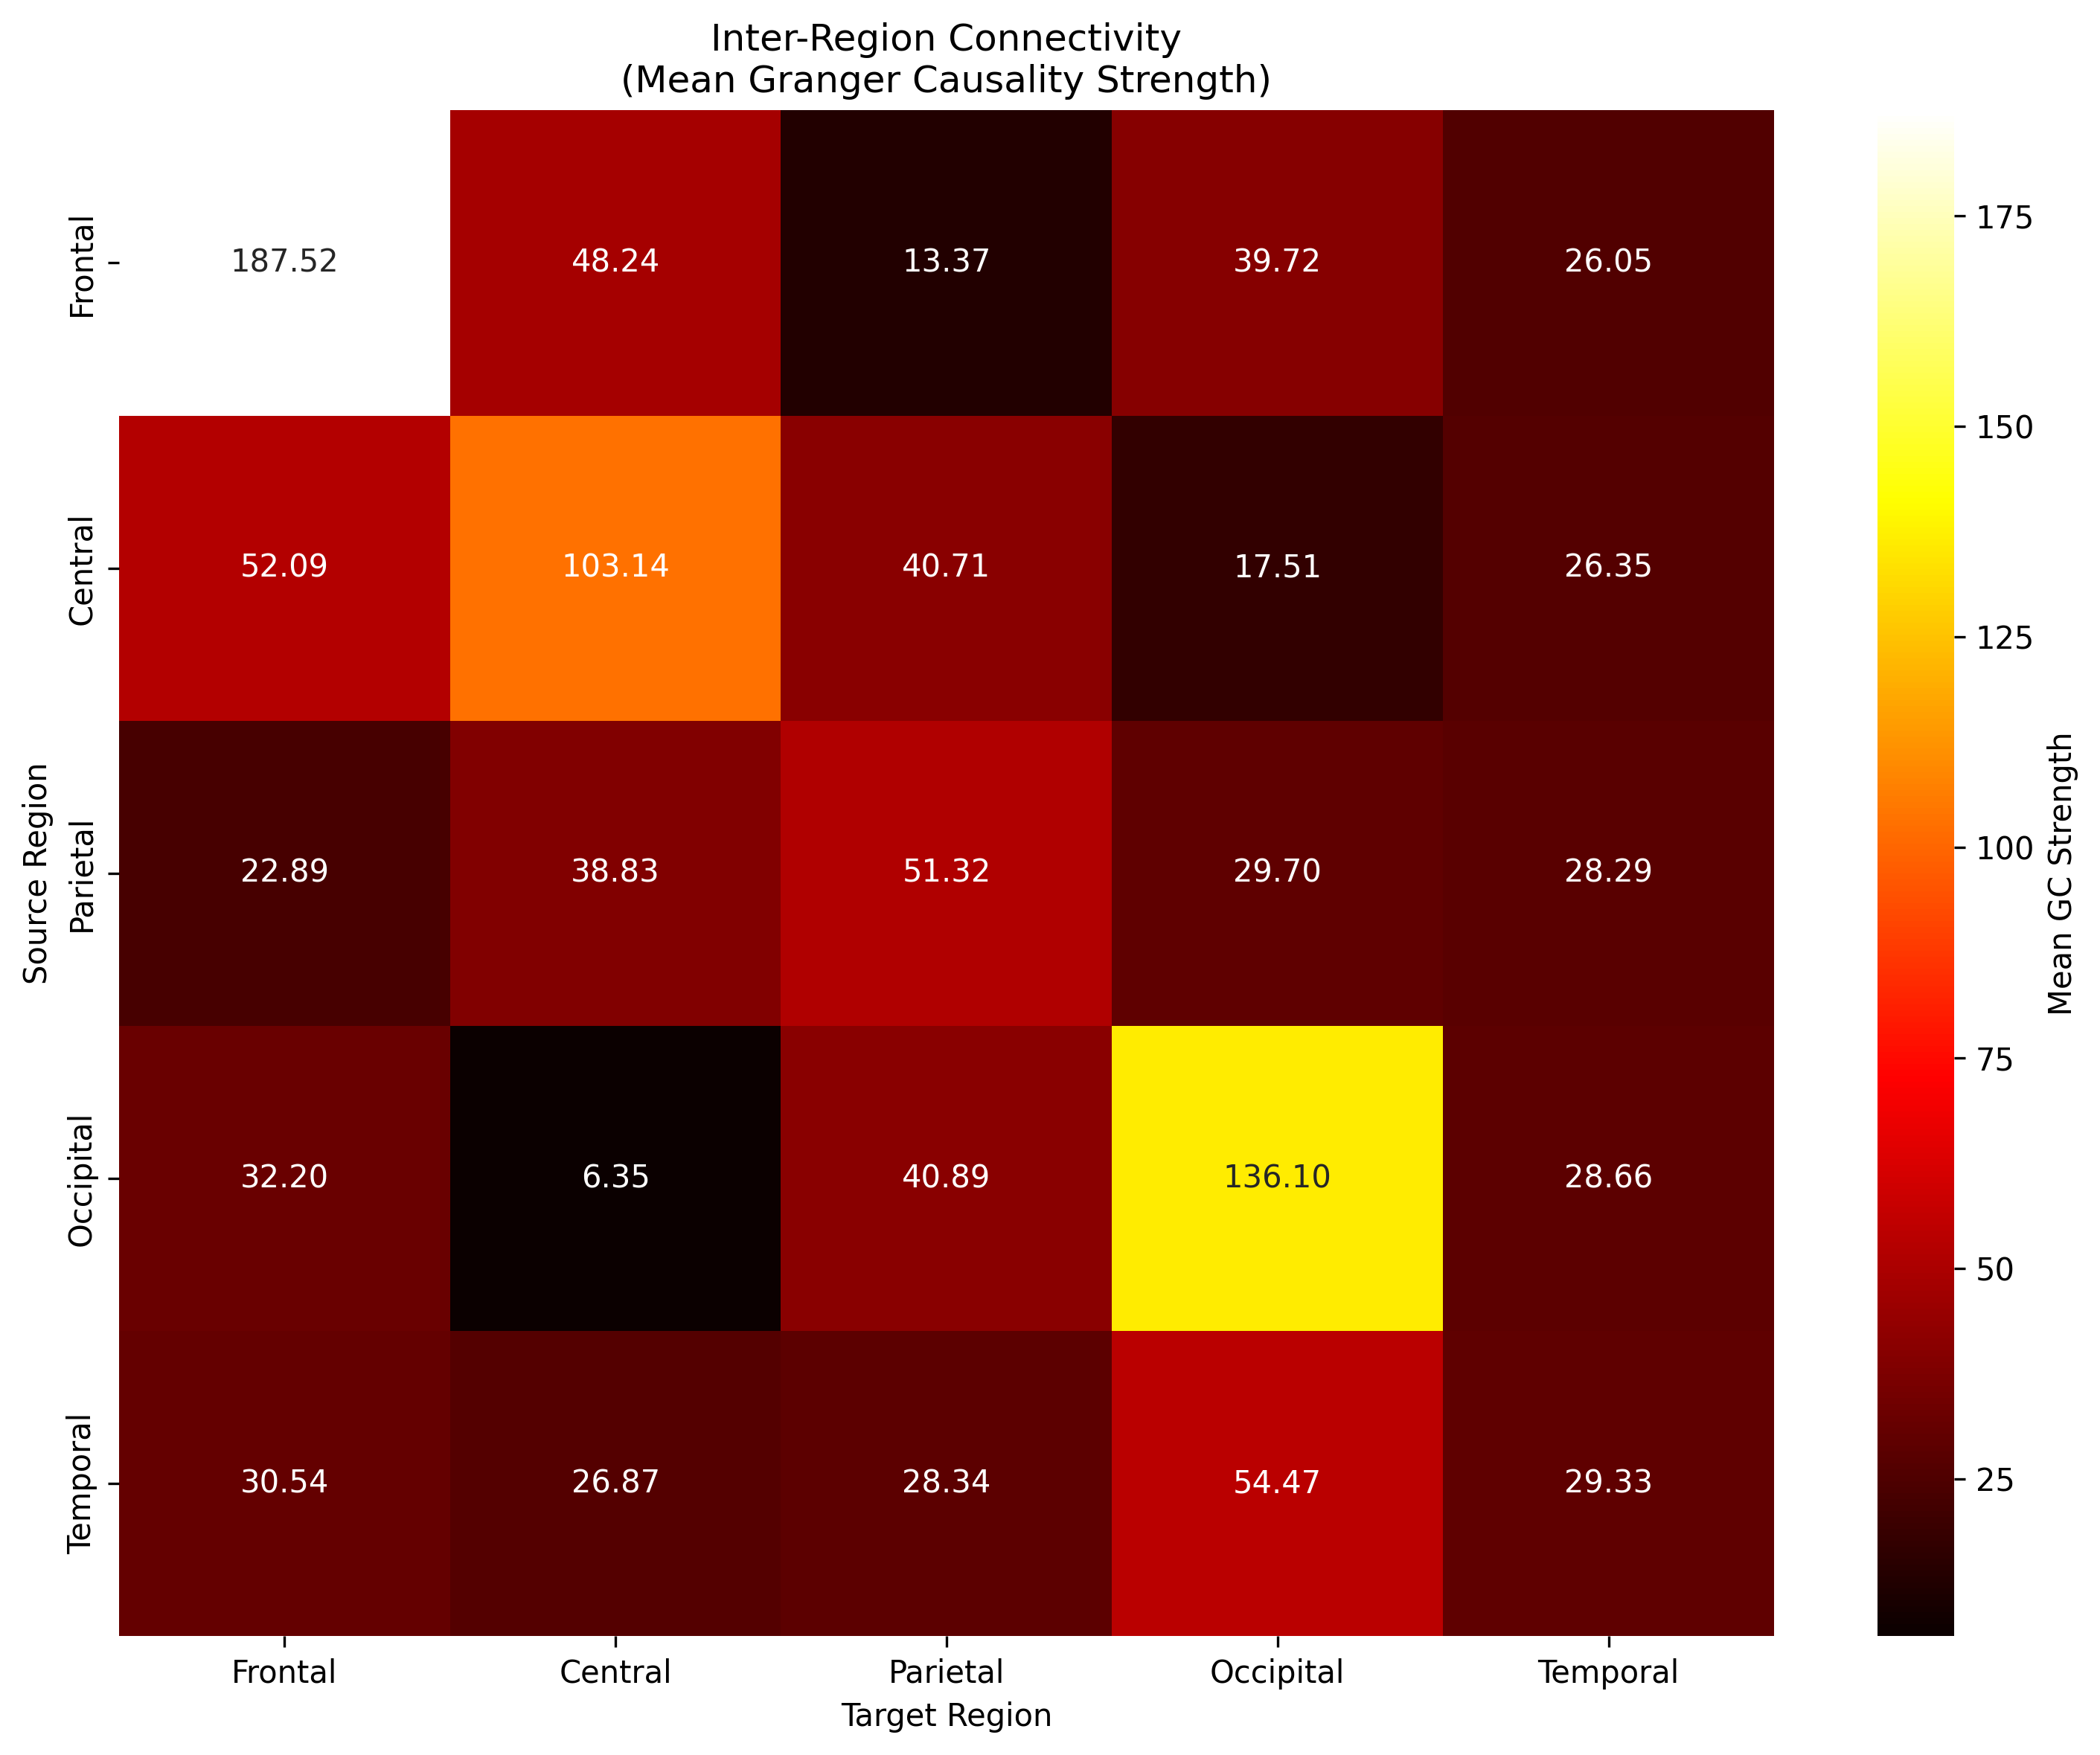 Inter-Region Connectivity
(Mean Granger Causality Strength)
Source Region
Frontal
187.52 48.24 13.37 39.72 26.05
Central
52.09 103.14 40.71 17.51 26.35
Parietal
22.89 38.83 51.32 29.70 28.29
Occipital
32.20 6.35 40.89 136.10 28.66
Temporal
30.54 26.87 28.34 54.47 29.33
Frontal Central Parietal Occipital Temporal
Target Region
175
150
125
100
75
50
25
Mean GC Strength